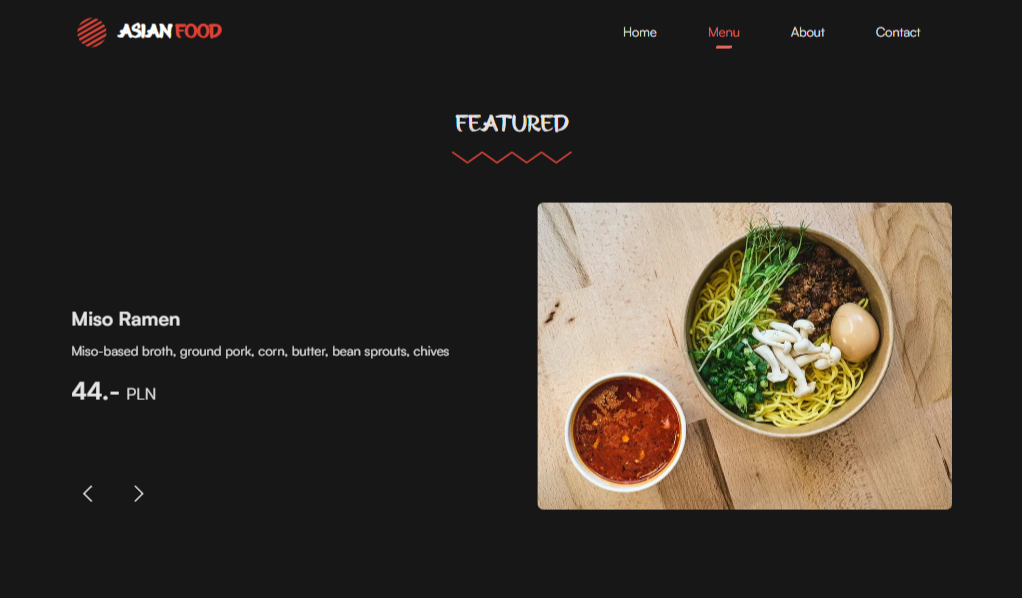 ASIAN FOOD
Home Menu About Contact
FEATURED
Miso Ramen
Miso-based broth, ground pork, corn, butter, bean sprouts, chives
44.- PLN